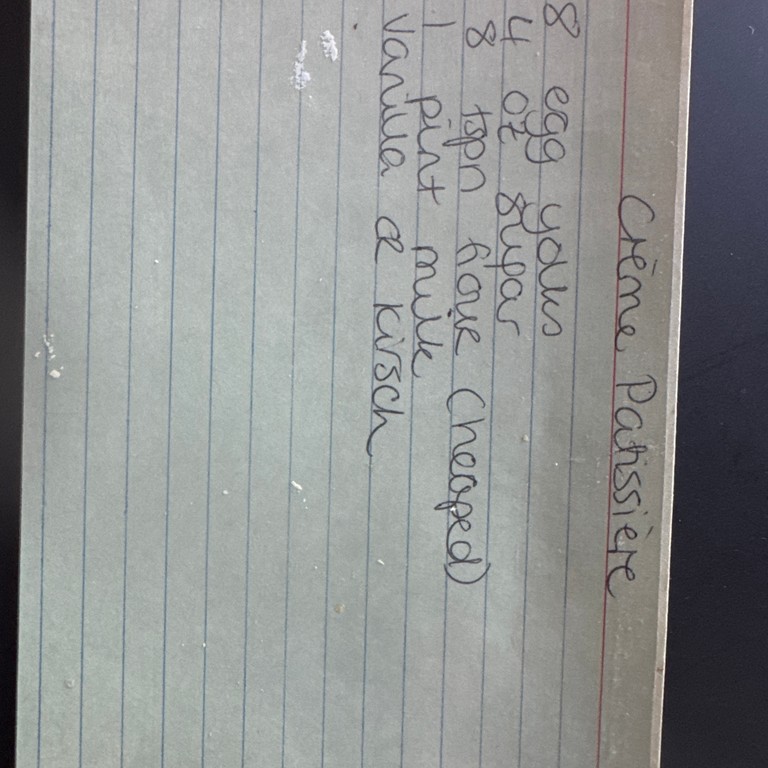 Crème Patissière
8 egg yolks
4 oz sugar
8 tspn flour (heaped)
1 pint milk
vanilla & kirsch